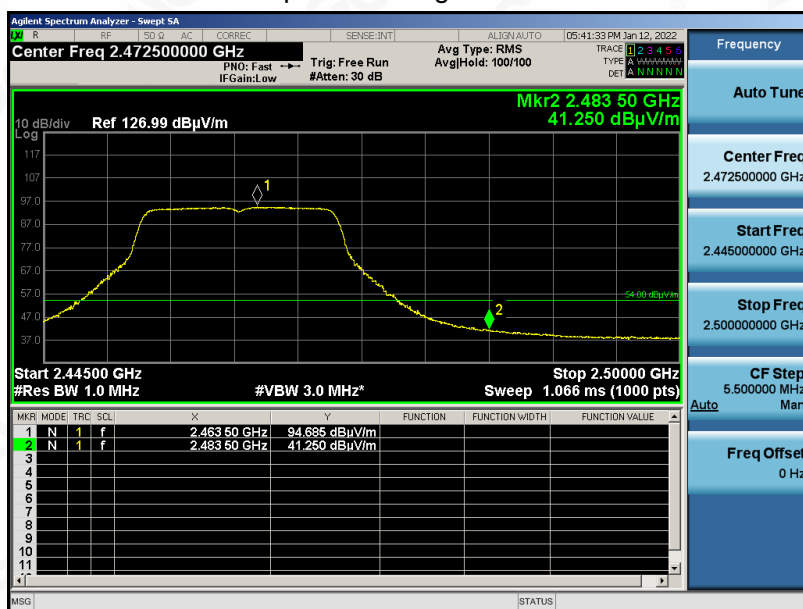 Agilent Spectrum Analyzer - Swept SA
LXI R RF 50 Ω AC CORREC SENSE:INT ALIGN AUTO 05:41:33 PM Jan 12, 2022
Center Freq 2.472500000 GHz
PNO: Fast
IFGain:Low
Trig: Free Run
#Atten: 30 dB
Avg Type: RMS
Avg|Hold: 100/100
TRACE 1 2 3 4 5 6
TYPE A WWWWW
DET A N N N N N
Mkr2 2.483 50 GHz
41.250 dBµV/m
10 dB/div Ref 126.99 dBµV/m
Log
117
107
97.0
87.0
77.0
67.0
57.0
47.0
37.0
1
2
54.00 dBµV/m
Start 2.44500 GHz Stop 2.50000 GHz
#Res BW 1.0 MHz #VBW 3.0 MHz* Sweep 1.066 ms (1000 pts)
MKR MODE TRC SCL X Y FUNCTION FUNCTION WIDTH FUNCTION VALUE
1 N 1 f 2.463 50 GHz 94.685 dBµV/m
2 N 1 f 2.483 50 GHz 41.250 dBµV/m
3
4
5
6
7
8
9
10
11
MSG STATUS
Frequency
Auto Tune
Center Freq
2.472500000 GHz
Start Freq
2.445000000 GHz
Stop Freq
2.500000000 GHz
CF Step
5.500000 MHz
Auto Man
Freq Offset
0 Hz